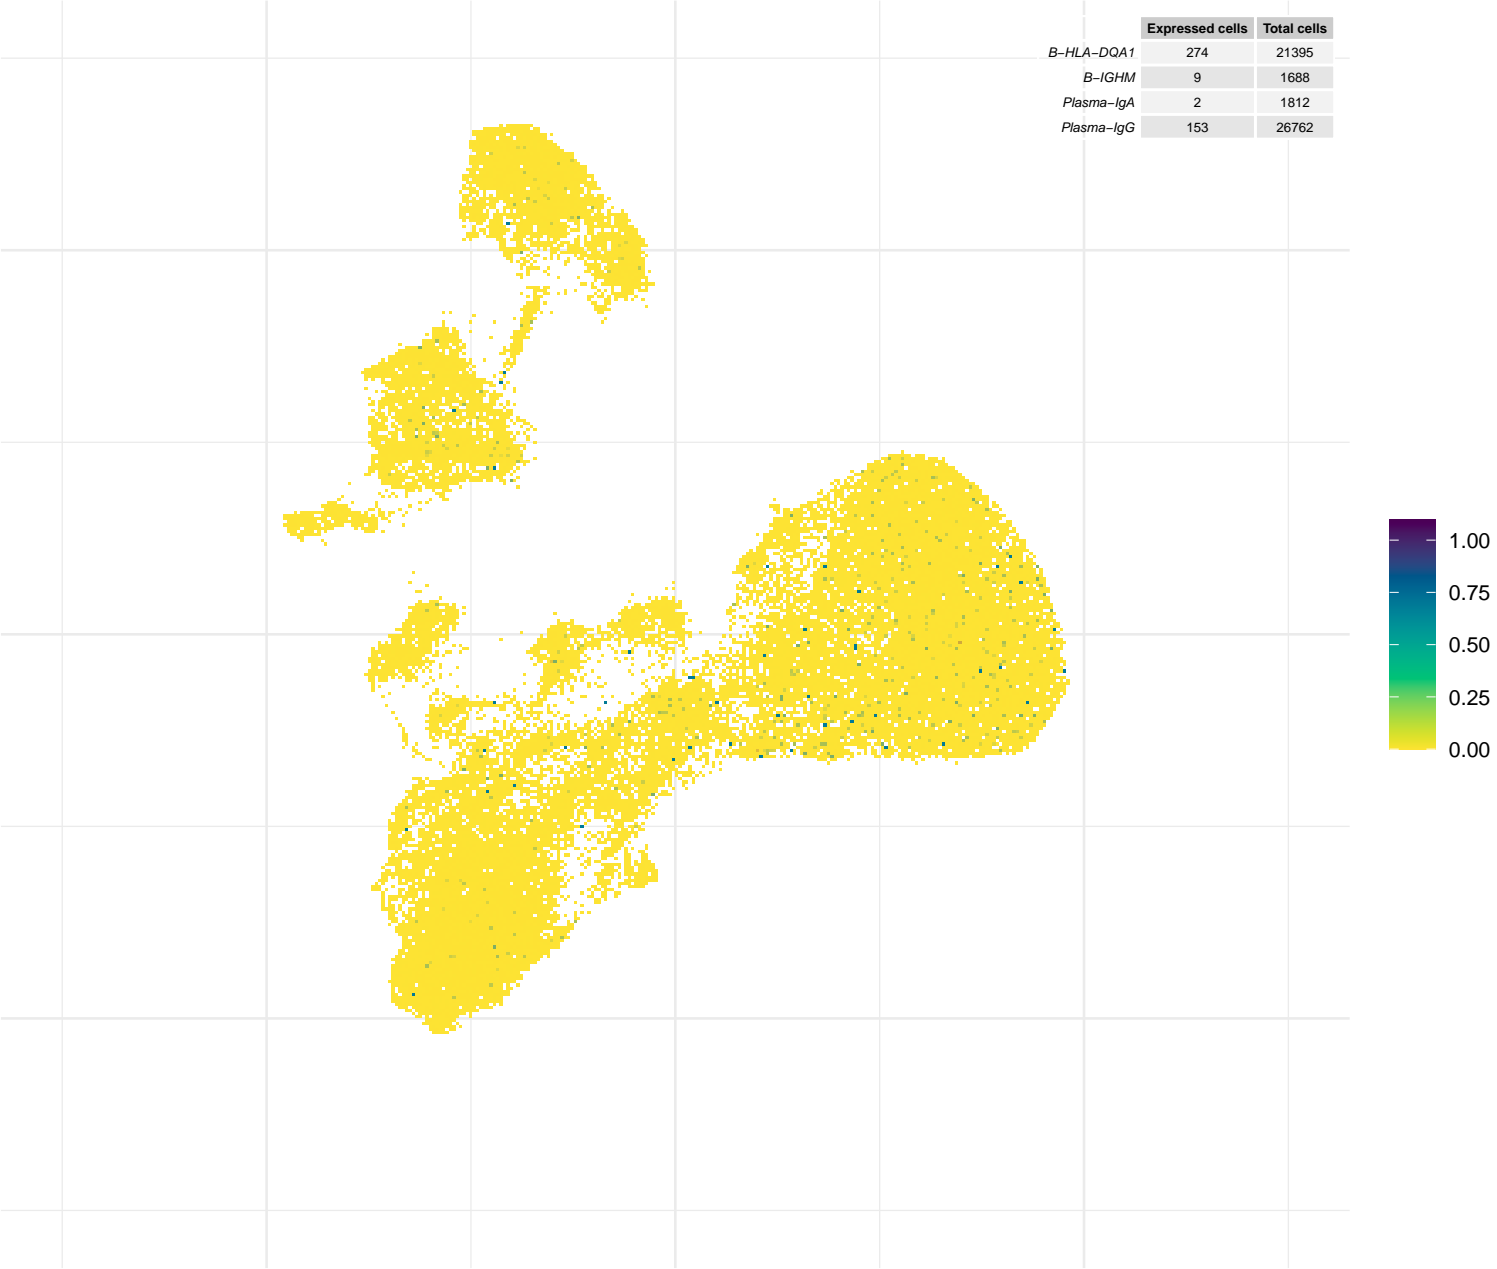 Expressed cells Total cells
B−HLA−DQA1 274 21395
B−IGHM 9 1688
Plasma−IgA 2 1812
Plasma−IgG 153 26762
1.00
0.75
0.50
0.25
0.00